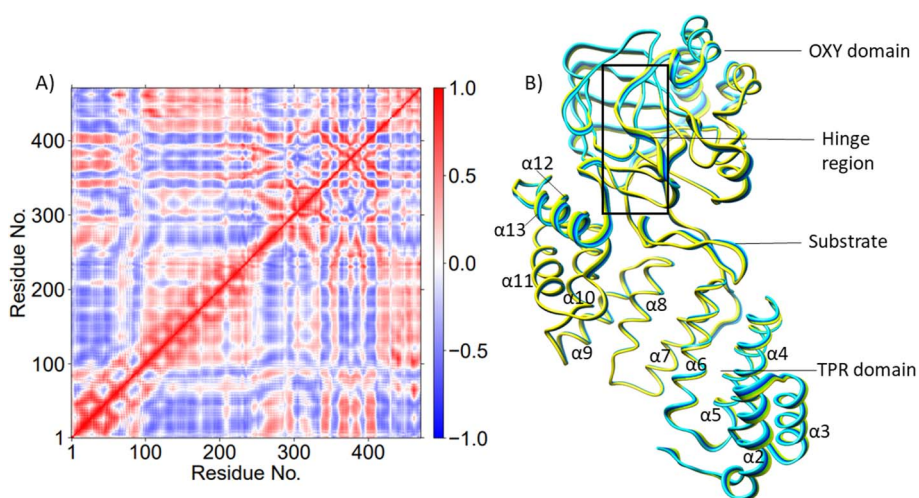 A)
Residue No.
400
300
200
100
1
1
100
200
300
400
Residue No.
1.0
0.5
0.0
−0.5
−1.0
B)
OXY domain
Hinge
region
Substrate
TPR domain
α12
α13
α11
α10
α9
α8
α7
α6
α5
α4
α3
α2